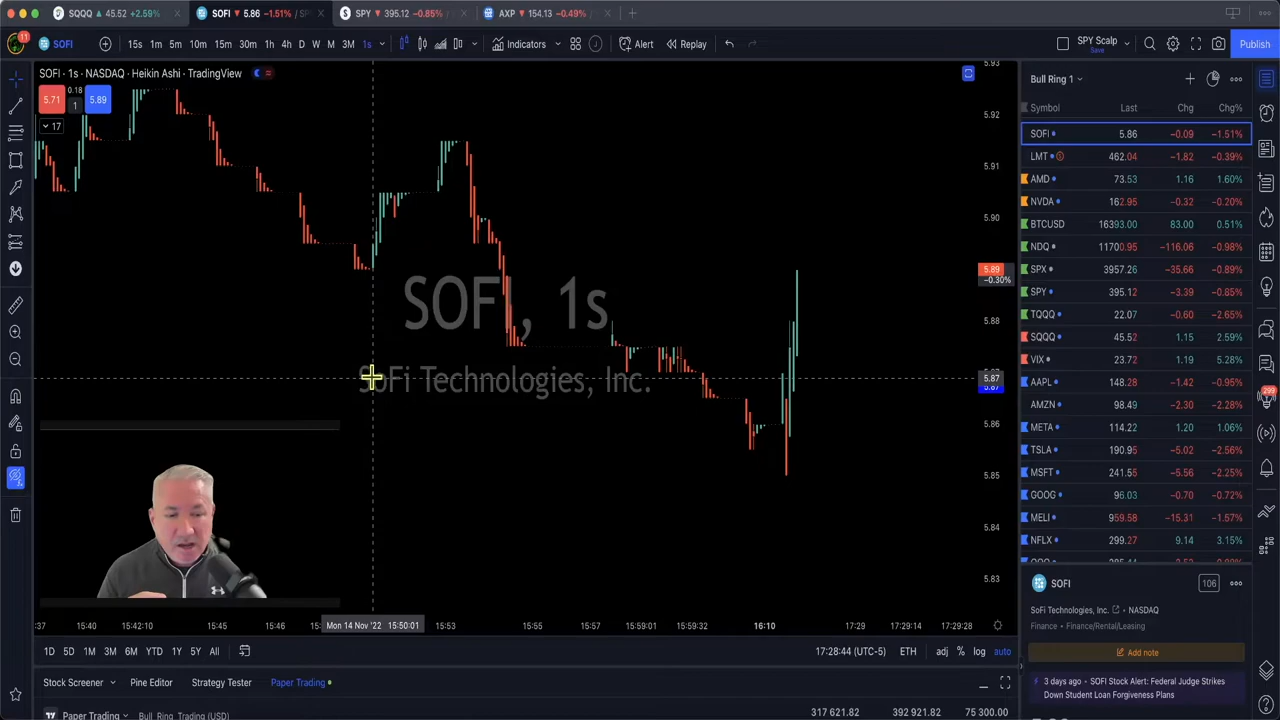 SQQQ ▲ 45.52 +2.59%
SOFI ▼ 5.86 −1.51% / SP
SPY ▼ 395.12 −0.85% /
AXP ▼ 154.13 −0.49%
11
SOFI
15s 1m 5m 10m 15m 30m 1h 4h D W M 3M 1s
Indicators
Alert
Replay
SPY Scalp
Save
Publish
SOFI · 1s · NASDAQ · Heikin Ashi · TradingView
5.71 0.18 5.89
1
17
SOFI, 1s
SoFi Technologies, Inc.
5.93
5.92
5.91
5.90
5.89
−0.30%
5.88
5.87
5.87
5.86
5.85
5.84
5.83
:37 15:40 15:42:10 15:45 15:46 Mon 14 Nov '22 15:50:01 15:53 15:55 15:57 15:59:01 15:59:32 16:10 17:29 17:29:14 17:29:28
1D 5D 1M 3M 6M YTD 1Y 5Y All
17:28:44 (UTC-5) ETH adj % log auto
Stock Screener Pine Editor Strategy Tester Paper Trading
Paper Trading Bull_Ring_Trading (USD)
317 621.82 392 921.82 75 300.00
Bull Ring 1
Symbol Last Chg Chg%
SOFI 5.86 −0.09 −1.51%
LMT 462.04 −1.82 −0.39%
AMD 73.53 1.16 1.60%
NVDA 162.95 −0.32 −0.20%
BTCUSD 16393.00 83.00 0.51%
NDQ 11700.95 −116.06 −0.98%
SPX 3957.26 −35.66 −0.89%
SPY 395.12 −3.39 −0.85%
TQQQ 22.07 −0.60 −2.65%
SQQQ 45.52 1.15 2.59%
VIX 23.72 1.19 5.28%
AAPL 148.28 −1.42 −0.95%
AMZN 98.49 −2.30 −2.28%
META 114.22 1.20 1.06%
TSLA 190.95 −5.02 −2.56%
MSFT 241.55 −5.56 −2.25%
GOOG 96.03 −0.70 −0.72%
MELI 959.58 −15.31 −1.57%
NFLX 299.27 9.14 3.15%
SOFI
106
SoFi Technologies, Inc. • NASDAQ
Finance • Finance/Rental/Leasing
Add note
3 days ago • SOFI Stock Alert: Federal Judge Strikes
Down Student Loan Forgiveness Plans
299